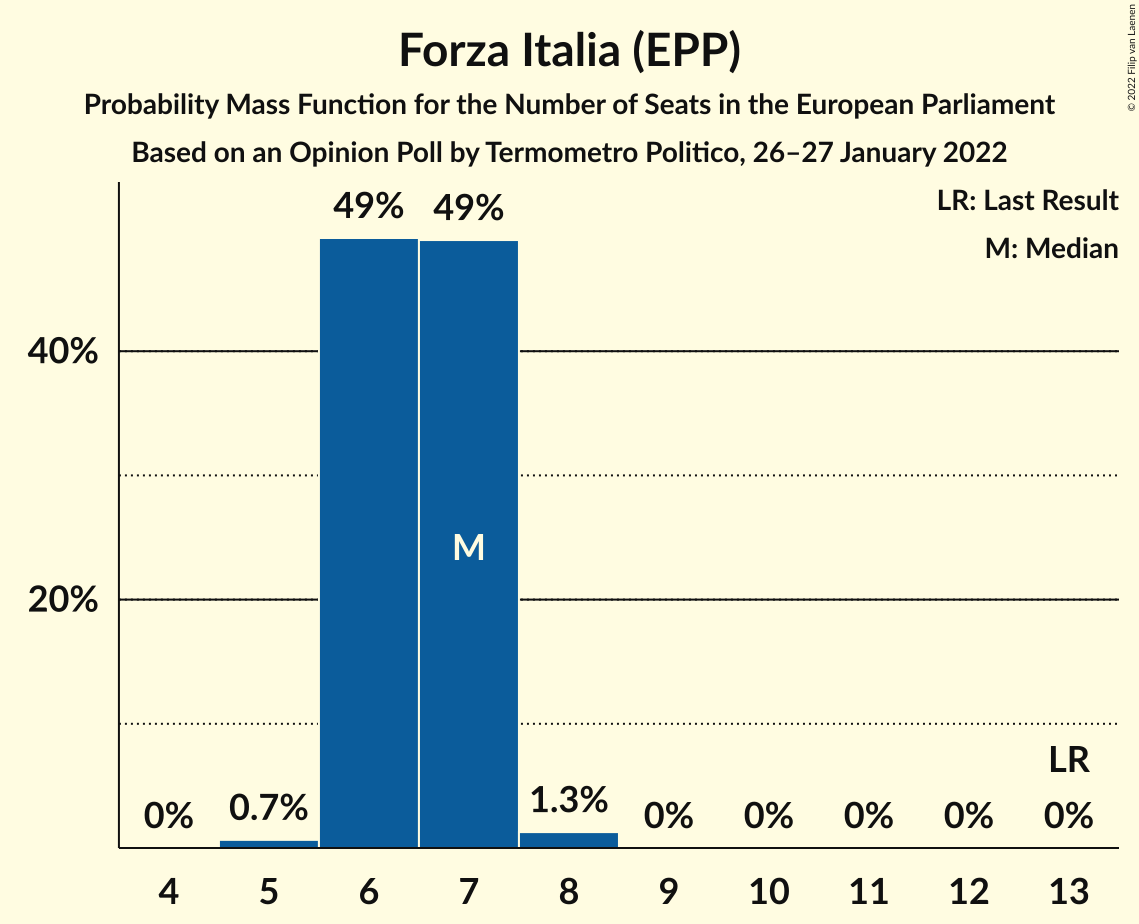 Forza Italia (EPP)
Probability Mass Function for the Number of Seats in the European Parliament
Based on an Opinion Poll by Termometro Politico, 26–27 January 2022
© 2022 Filip van Laenen
LR: Last Result
M: Median
49%
49%
40%
M
20%
LR
0%
0.7%
1.3%
0%
0%
0%
0%
0%
4
5
6
7
8
9
10
11
12
13